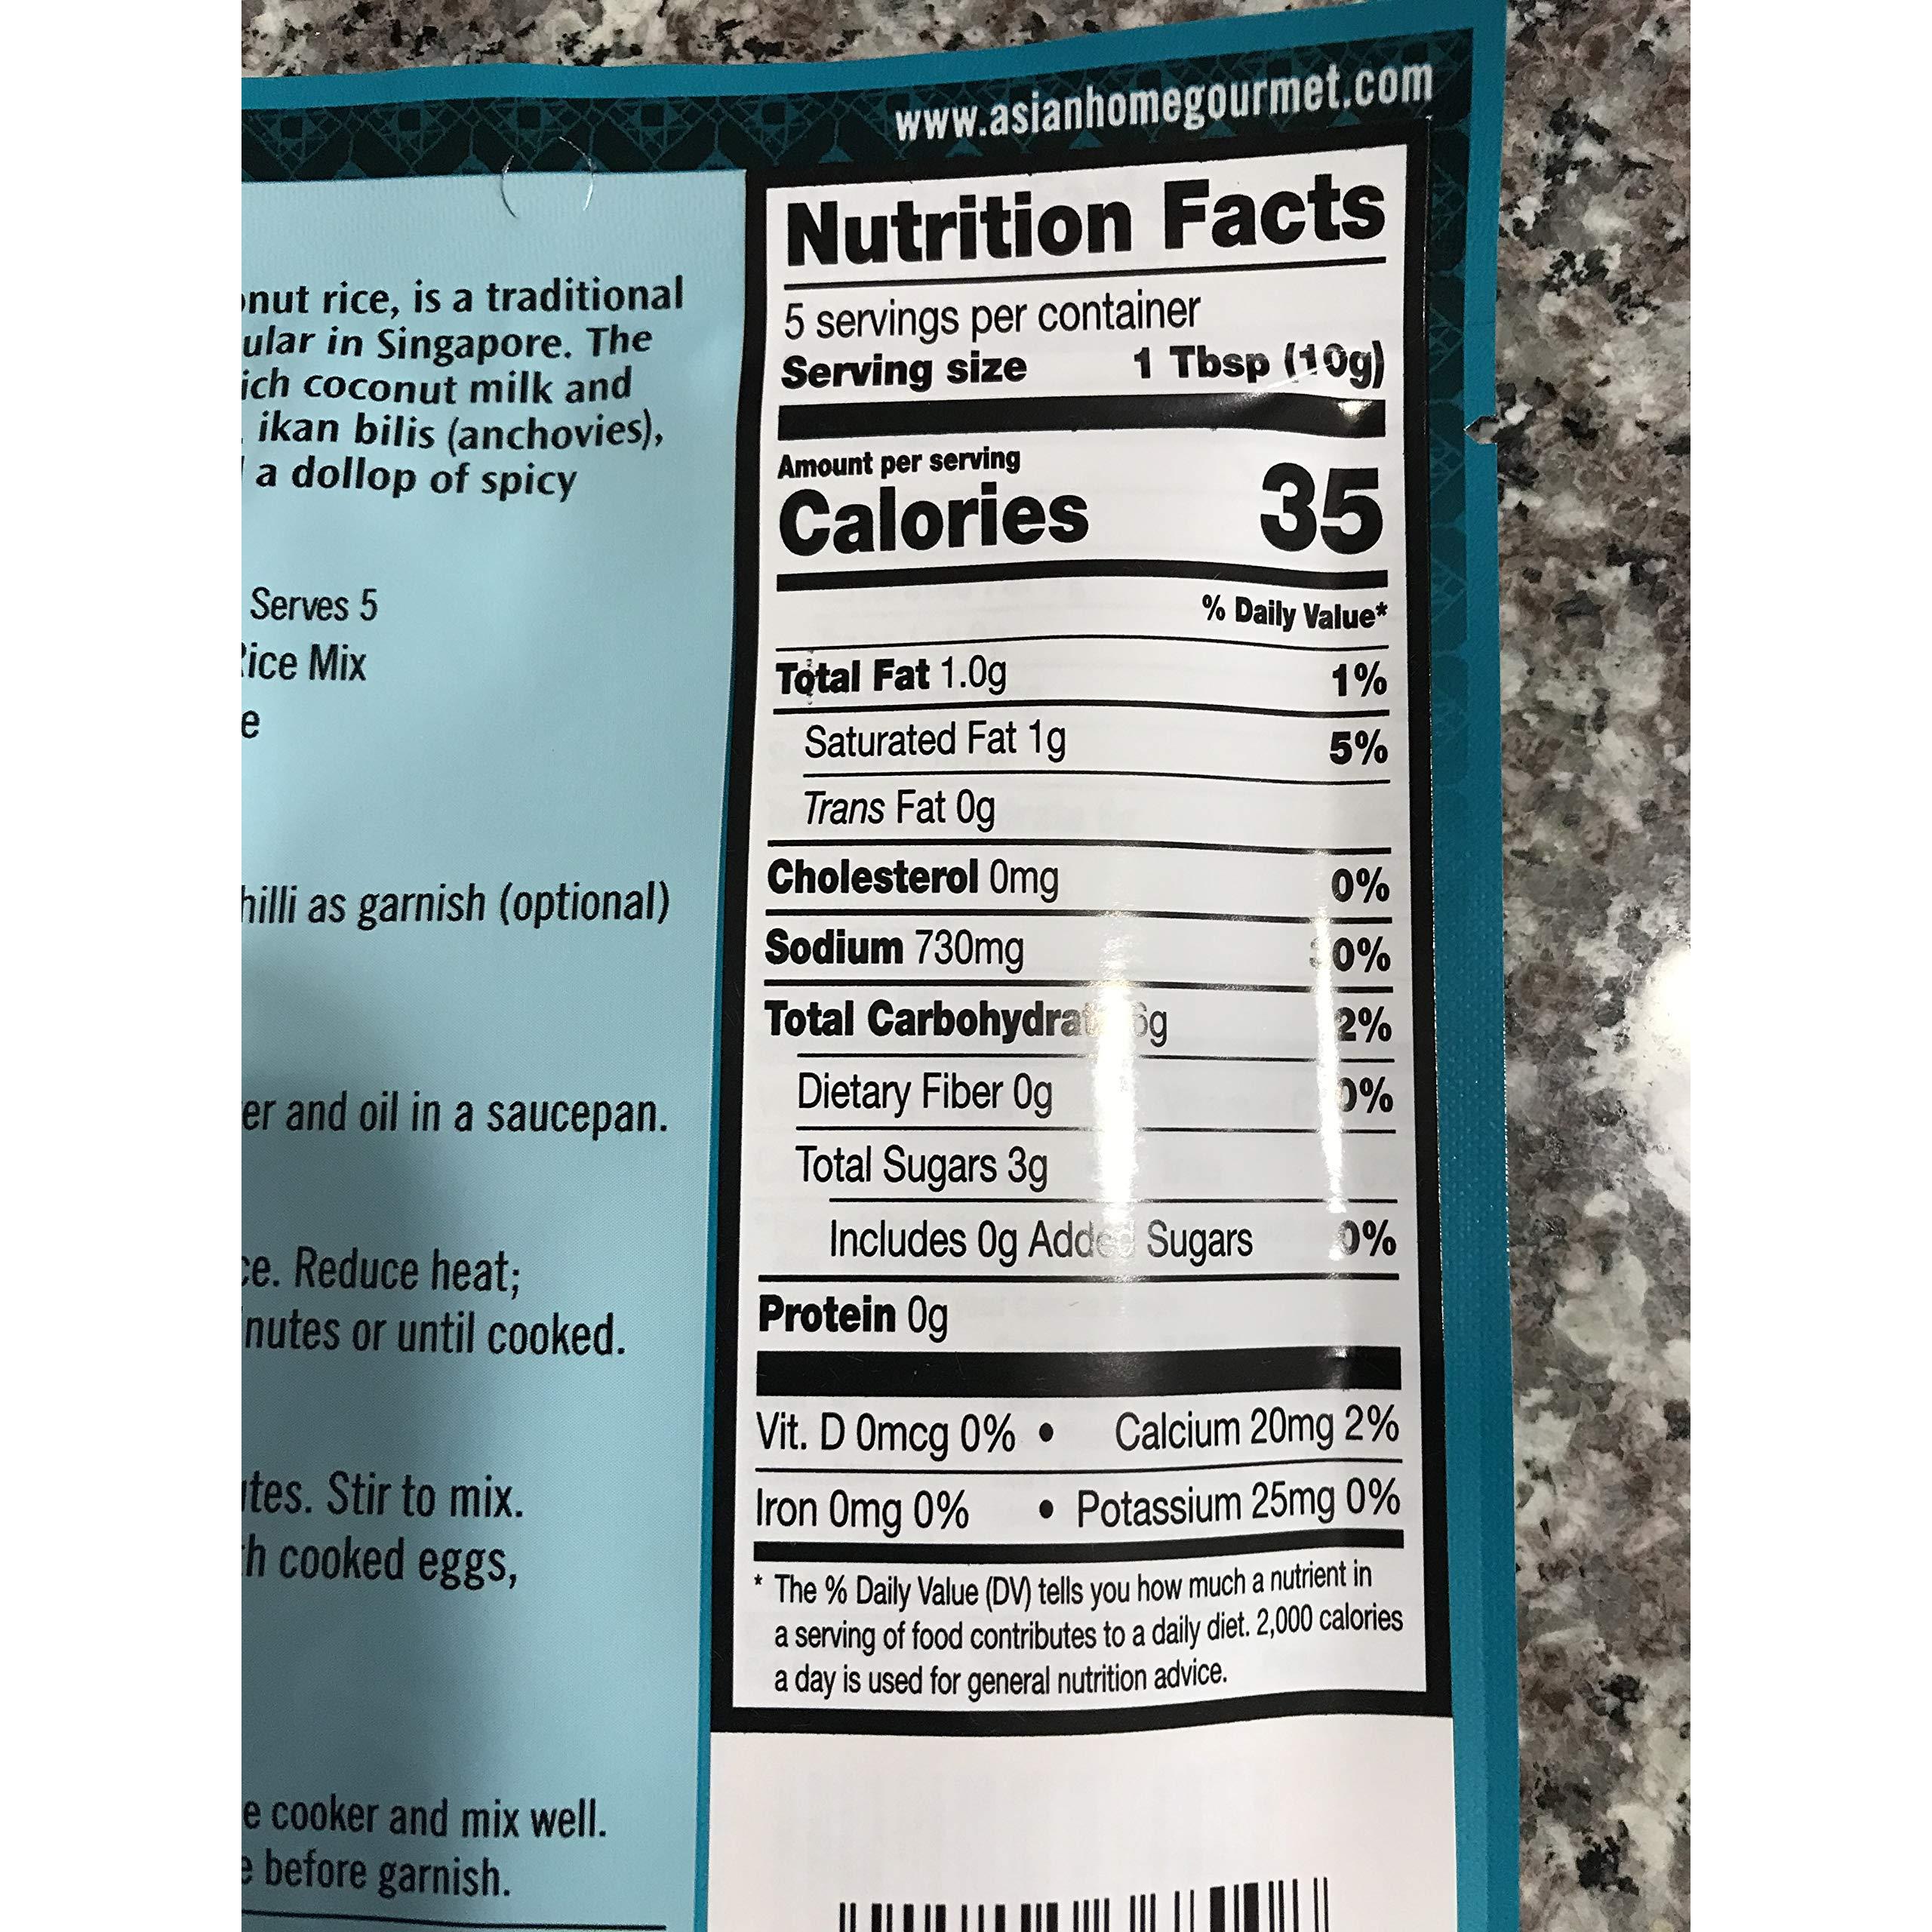 www.asianhomegourmet.com
nut rice, is a traditional
ular in Singapore. The
ich coconut milk and
ikan bilis (anchovies),
a dollop of spicy
Serves 5
ice Mix
e
hilli as garnish (optional)
er and oil in a saucepan.
ce. Reduce heat;
nutes or until cooked.
tes. Stir to mix.
h cooked eggs,
e cooker and mix well.
e before garnish.
Nutrition Facts
5 servings per container
Serving size 1 Tbsp (10g)
Amount per serving
Calories 35
% Daily Value*
Total Fat 1.0g 1%
Saturated Fat 1g 5%
Trans Fat 0g
Cholesterol 0mg 0%
Sodium 730mg 0%
Total Carbohydrat 6g 2%
Dietary Fiber 0g 0%
Total Sugars 3g
Includes 0g Added Sugars 0%
Protein 0g
Vit. D 0mcg 0% • Calcium 20mg 2%
Iron 0mg 0% • Potassium 25mg 0%
* The % Daily Value (DV) tells you how much a nutrient in
a serving of food contributes to a daily diet. 2,000 calories
a day is used for general nutrition advice.